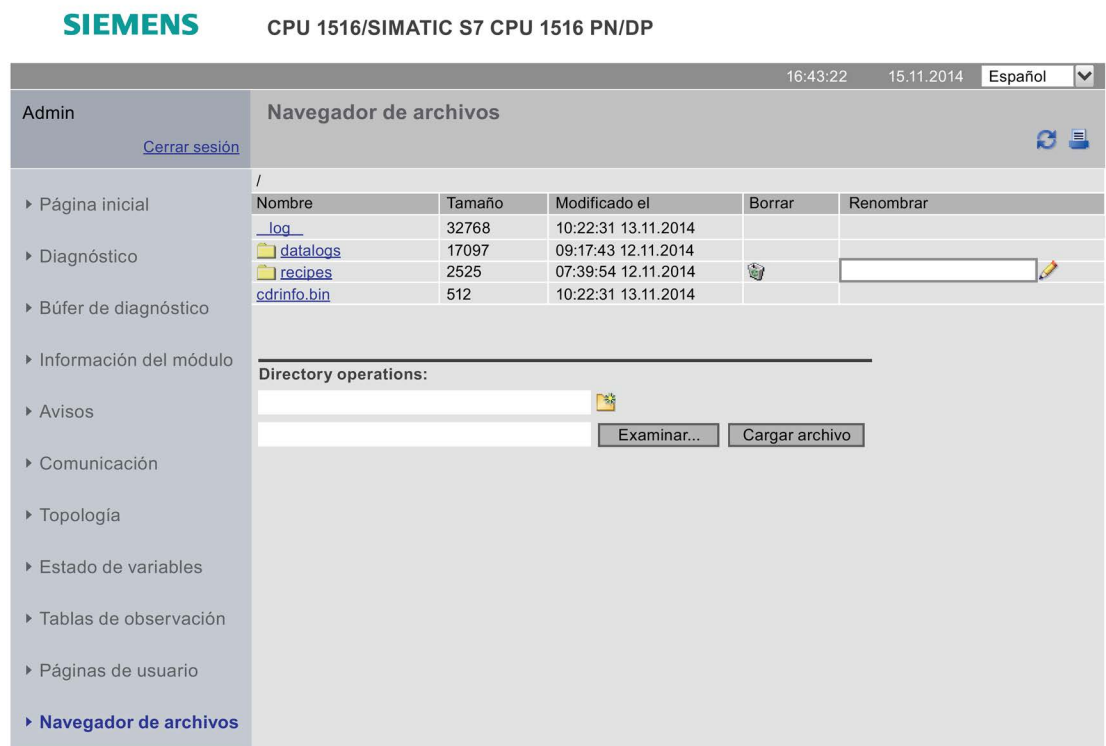 SIEMENS CPU 1516/SIMATIC S7 CPU 1516 PN/DP
16:43:22 15.11.2014 Español
Admin
Cerrar sesión
Navegador de archivos
Página inicial
Diagnóstico
Búfer de diagnóstico
Información del módulo
Avisos
Comunicación
Topología
Estado de variables
Tablas de observación
Páginas de usuario
Navegador de archivos
/
Nombre Tamaño Modificado el Borrar Renombrar
_log_ 32768 10:22:31 13.11.2014
datalogs 17097 09:17:43 12.11.2014
recipes 2525 07:39:54 12.11.2014
cdrinfo.bin 512 10:22:31 13.11.2014
Directory operations:
Examinar... Cargar archivo